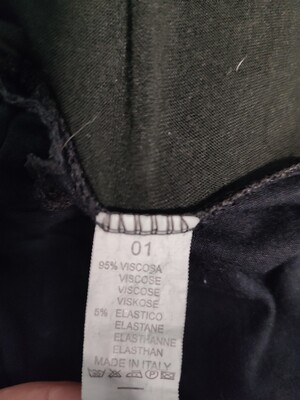 01
95% VISCOSA
VISCOSE
VISCOSE
VISKOSE
5% ELASTICO
ELASTANE
ELASTHANNE
ELASTHAN
MADE IN ITALY